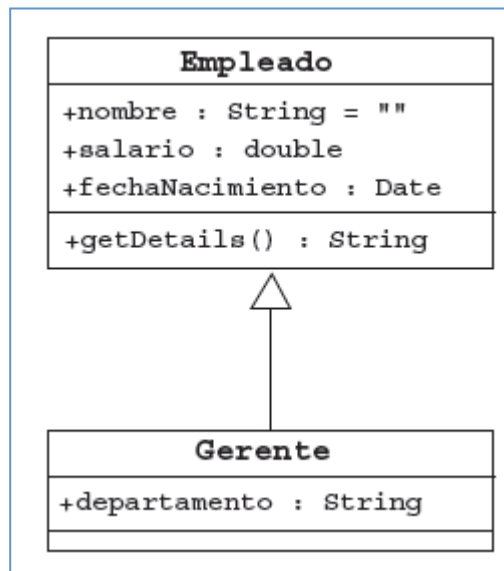 Empleado
+nombre : String = ""
+salario : double
+fechaNacimiento : Date
+getDetails() : String
Gerente
+departamento : String